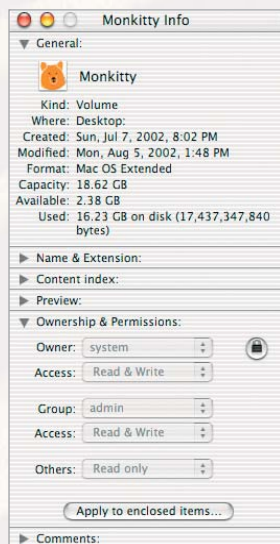 Monkitty Info
General:
Monkitty
Kind: Volume
Where: Desktop:
Created: Sun, Jul 7, 2002, 8:02 PM
Modified: Mon, Aug 5, 2002, 1:48 PM
Format: Mac OS Extended
Capacity: 18.62 GB
Available: 2.38 GB
Used: 16.23 GB on disk (17,437,347,840
bytes)
Name & Extension:
Content index:
Preview:
Ownership & Permissions:
Owner: system
Access: Read & Write
Group: admin
Access: Read & Write
Others: Read only
Apply to enclosed items...
Comments: